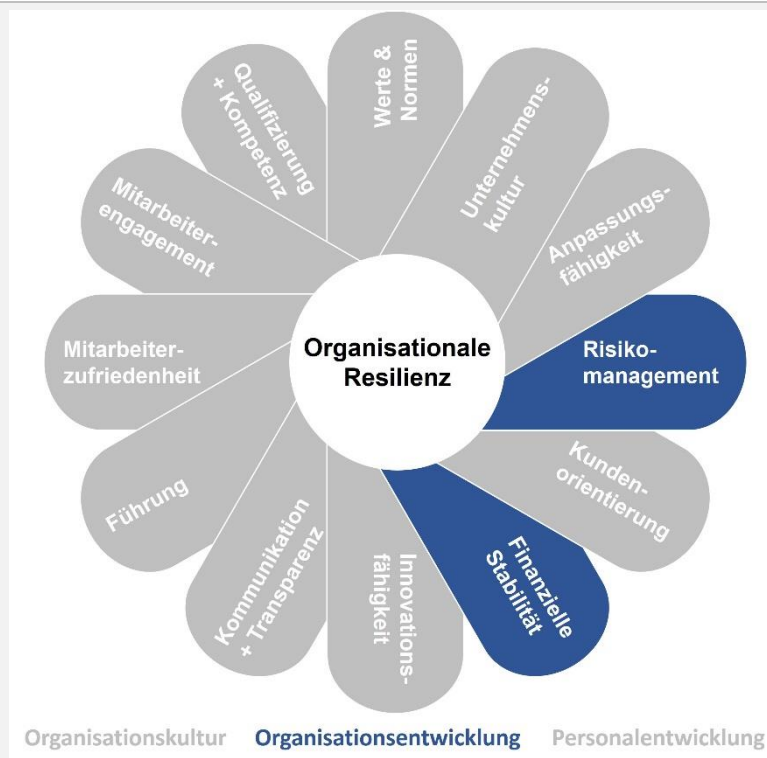 Werte &
Normen
Unternehmens-
kultur
Anpassungs-
fähigkeit
Risiko-
management
Kunden-
orientierung
Finanzielle
Stabilität
Innovations-
fähigkeit
Kommunikation
+ Transparenz
Führung
Mitarbeiter-
zufriedenheit
Mitarbeiter-
engagement
Qualifizierung
+ Kompetenz
Organisationale
Resilienz
Organisationskultur Organisationsentwicklung Personalentwicklung